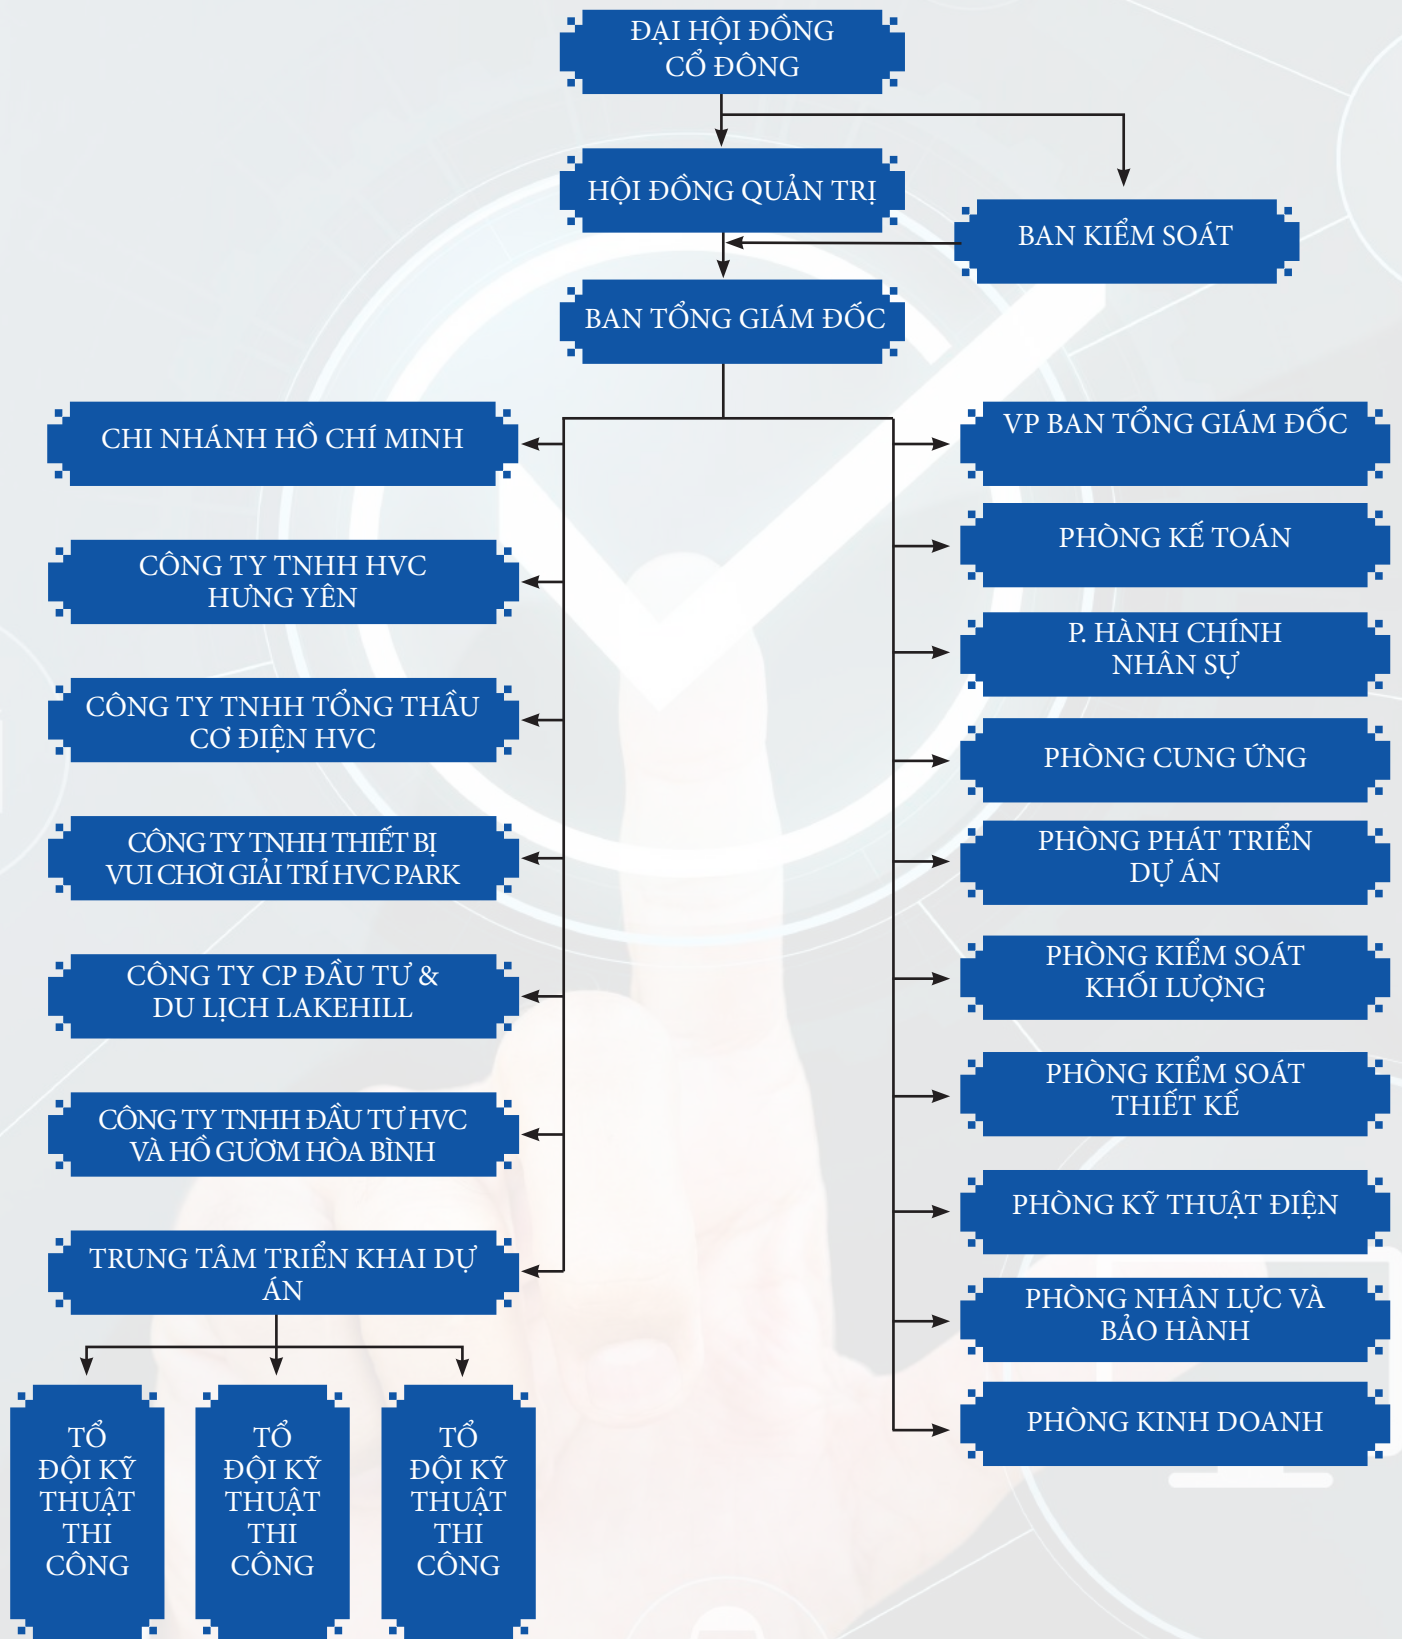 ĐẠI HỘI ĐỒNG
CỔ ĐÔNG
HỘI ĐỒNG QUẢN TRỊ
BAN KIỂM SOÁT
BAN TỔNG GIÁM ĐỐC
CHI NHÁNH HỒ CHÍ MINH
CÔNG TY TNHH HVC
HƯNG YÊN
CÔNG TY TNHH TỔNG THẦU
CƠ ĐIỆN HVC
CÔNG TY TNHH THIẾT BỊ
VUI CHƠI GIẢI TRÍ HVC PARK
CÔNG TY CP ĐẦU TƯ &
DU LỊCH LAKEHILL
CÔNG TY TNHH ĐẦU TƯ HVC
VÀ HỒ GƯƠM HÒA BÌNH
TRUNG TÂM TRIỂN KHAI DỰ
ÁN
TỔ
ĐỘI KỸ
THUẬT
THI
CÔNG
TỔ
ĐỘI KỸ
THUẬT
THI
CÔNG
TỔ
ĐỘI KỸ
THUẬT
THI
CÔNG
VP BAN TỔNG GIÁM ĐỐC
PHÒNG KẾ TOÁN
P. HÀNH CHÍNH
NHÂN SỰ
PHÒNG CUNG ỨNG
PHÒNG PHÁT TRIỂN
DỰ ÁN
PHÒNG KIỂM SOÁT
KHỐI LƯỢNG
PHÒNG KIỂM SOÁT
THIẾT KẾ
PHÒNG KỸ THUẬT ĐIỆN
PHÒNG NHÂN LỰC VÀ
BẢO HÀNH
PHÒNG KINH DOANH